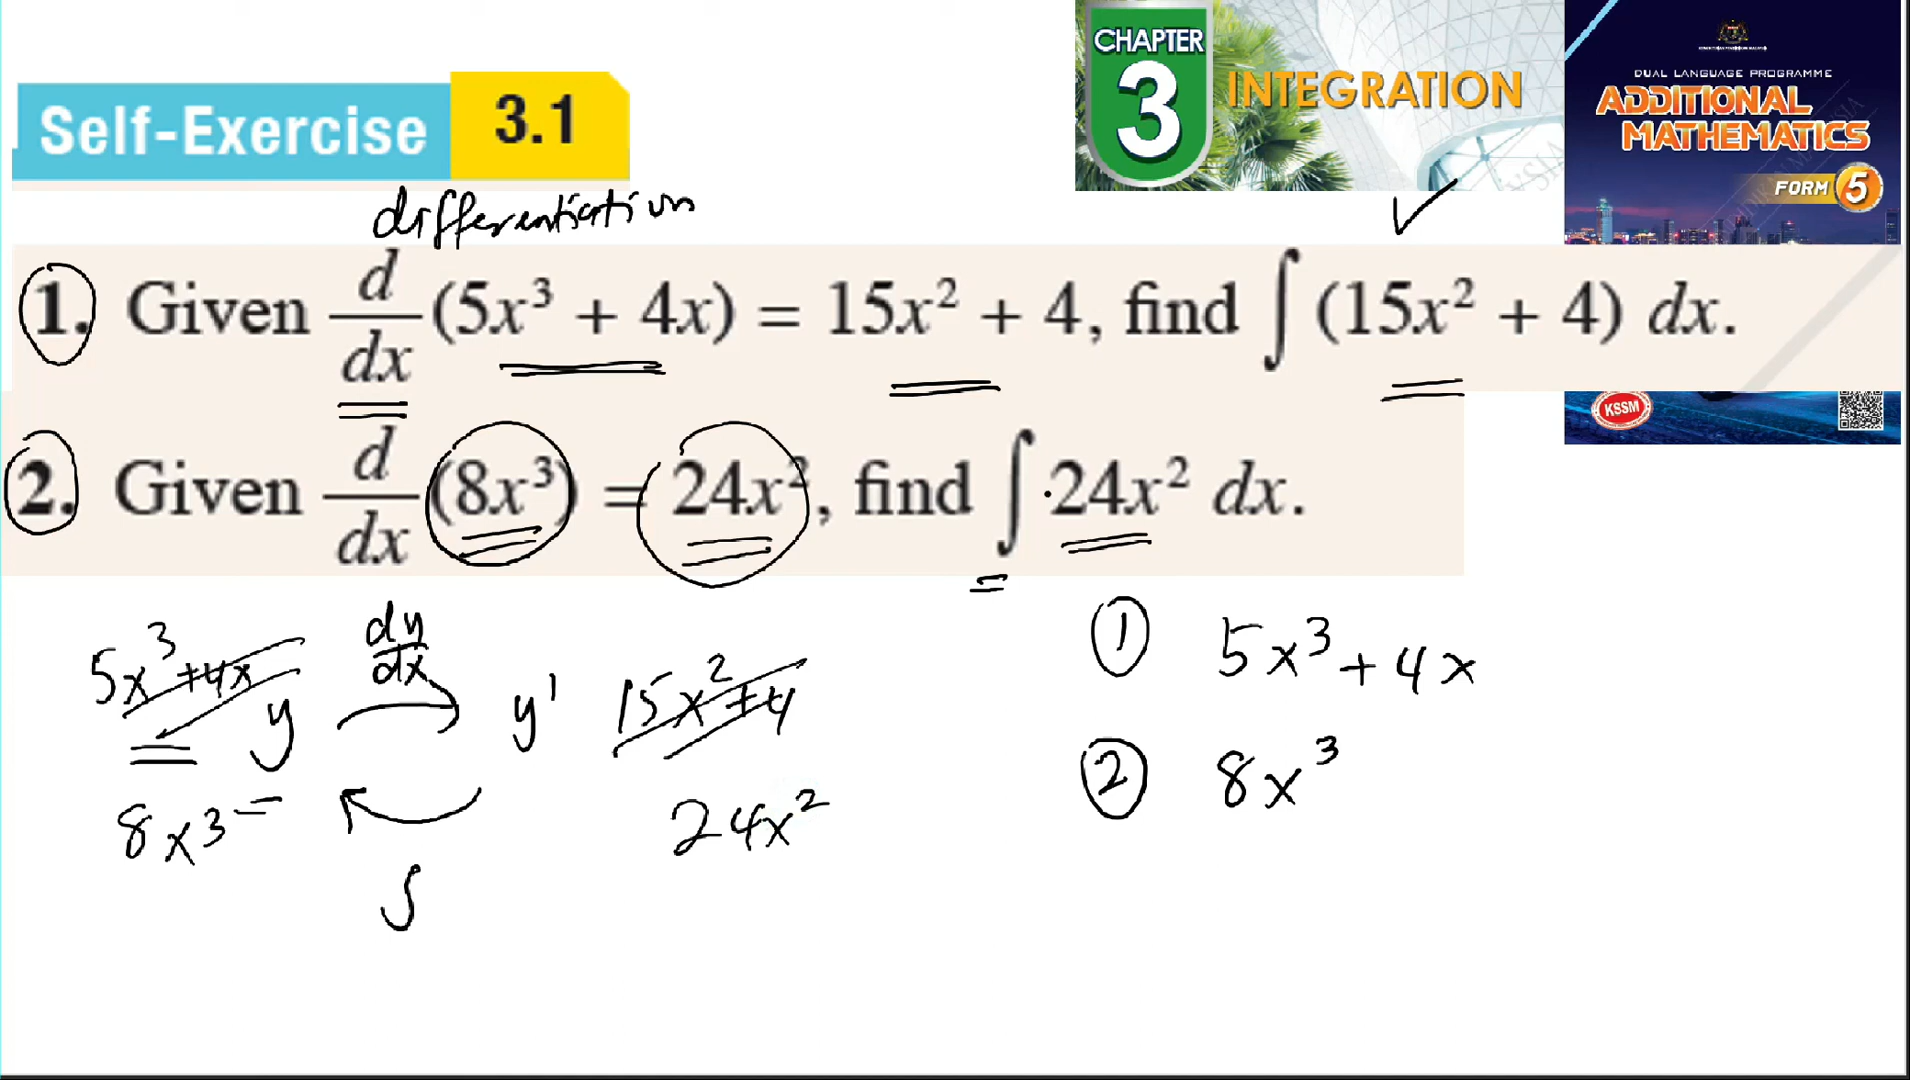 CHAPTER
3
INTEGRATION
DUAL LANGUAGE PROGRAMME
ADDITIONAL
MATHEMATICS
FORM 5
Self-Exercise 3.1
differentiation
1. Given d/dx (5x³ + 4x) = 15x² + 4, find ∫ (15x² + 4) dx.
KSSM
2. Given d/dx (8x³) = 24x², find ∫ 24x² dx.
5x³+4x y dy/dx y' 15x²+4
8x³ = ∫ 24x²
① 5x³ + 4x
② 8x³